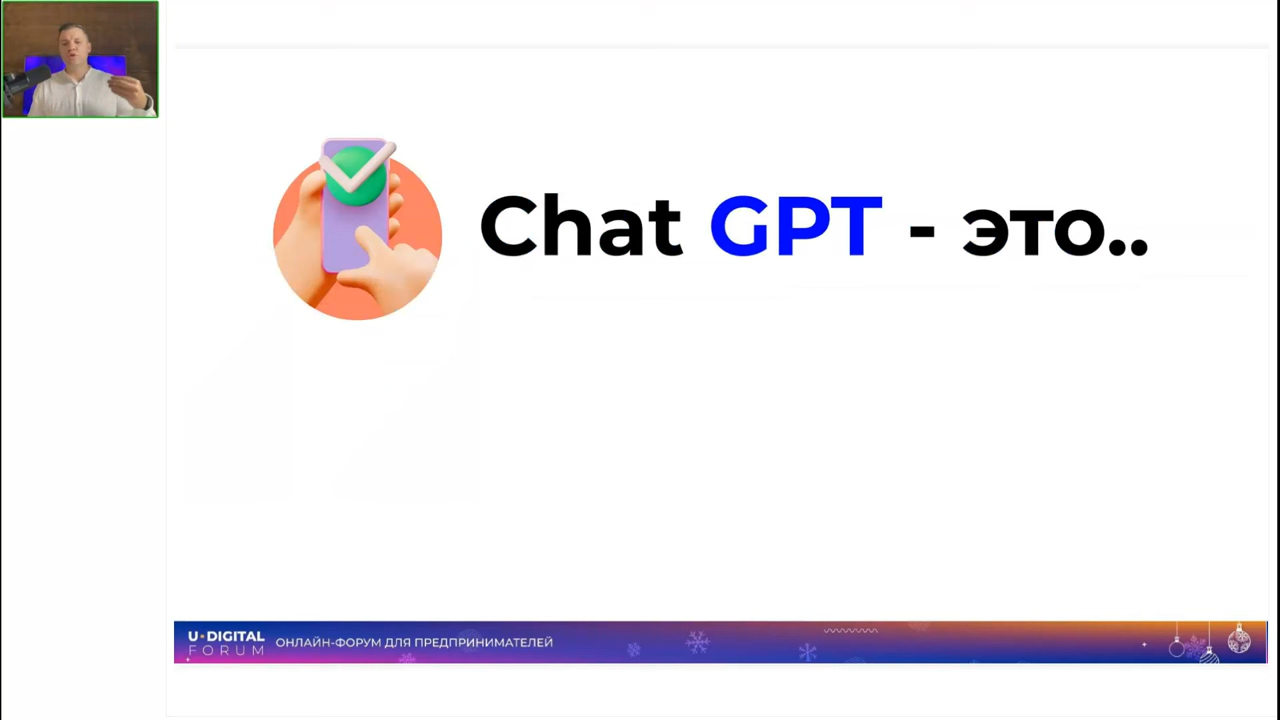 Chat GPT - это..
U·DIGITAL
FORUM
ОНЛАЙН-ФОРУМ ДЛЯ ПРЕДПРИНИМАТЕЛЕЙ